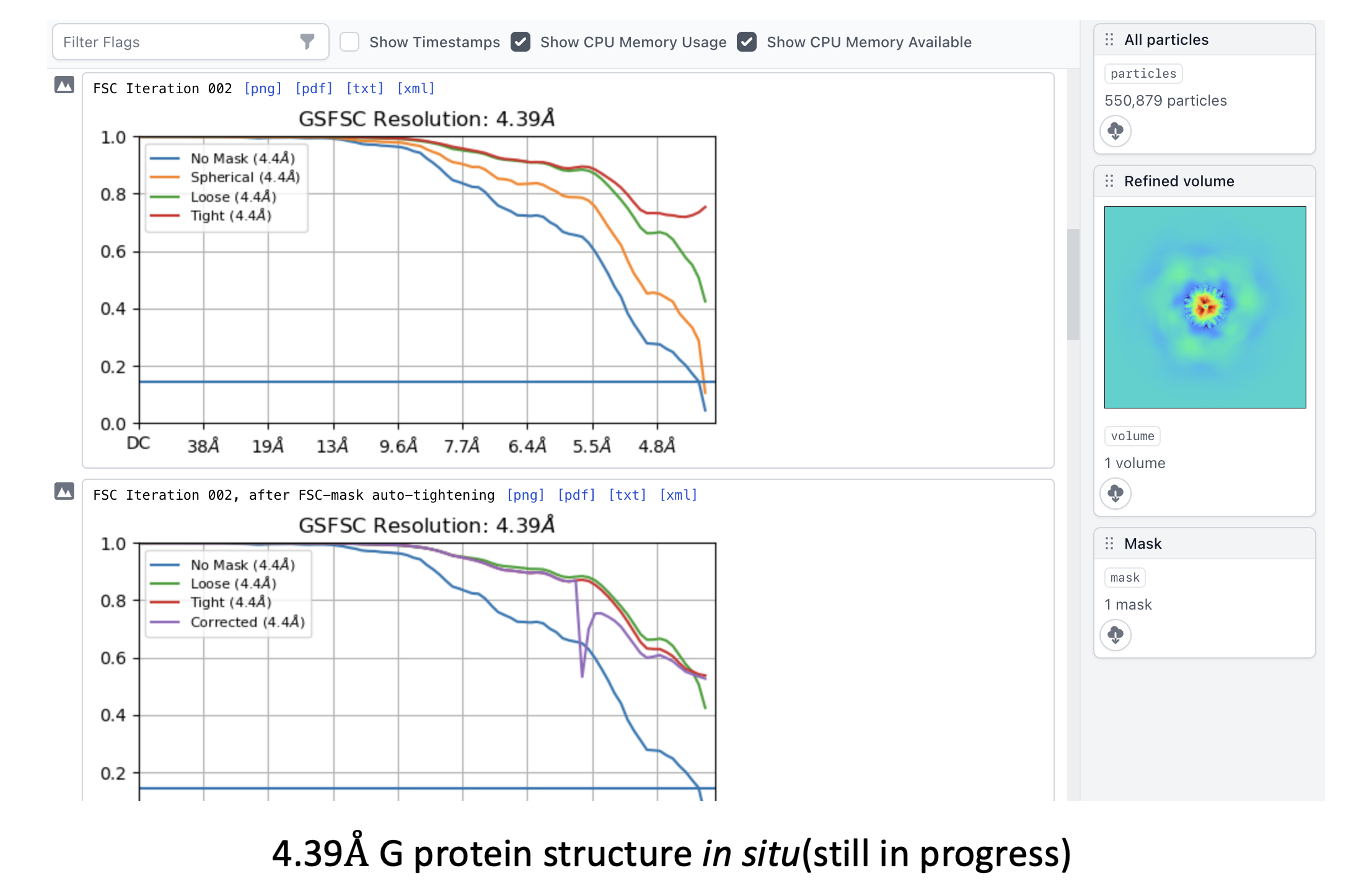 Filter Flags
Show Timestamps
Show CPU Memory Usage
Show CPU Memory Available
FSC Iteration 002 [png] [pdf] [txt] [xml]
GSFSC Resolution: 4.39Å
1.0
0.8
0.6
0.4
0.2
0.0
No Mask (4.4Å)
Spherical (4.4Å)
Loose (4.4Å)
Tight (4.4Å)
DC 38Å 19Å 13Å 9.6Å 7.7Å 6.4Å 5.5Å 4.8Å
FSC Iteration 002, after FSC-mask auto-tightening [png] [pdf] [txt] [xml]
GSFSC Resolution: 4.39Å
1.0
0.8
0.6
0.4
0.2
No Mask (4.4Å)
Loose (4.4Å)
Tight (4.4Å)
Corrected (4.4Å)
All particles
particles
550,879 particles
Refined volume
volume
1 volume
Mask
mask
1 mask
4.39Å G protein structure in situ(still in progress)